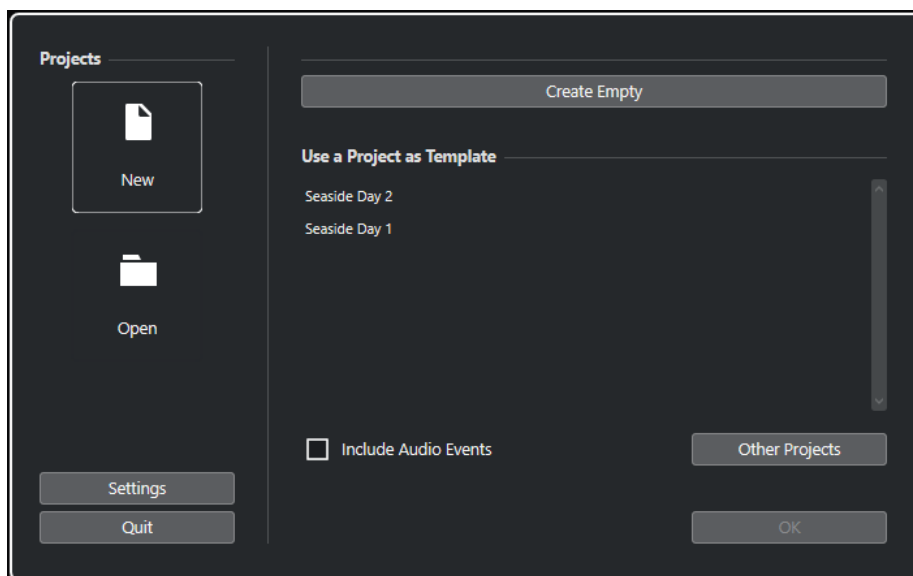 Projects
New
Open
Settings
Quit
Create Empty
Use a Project as Template
Seaside Day 2
Seaside Day 1
Include Audio Events
Other Projects
OK